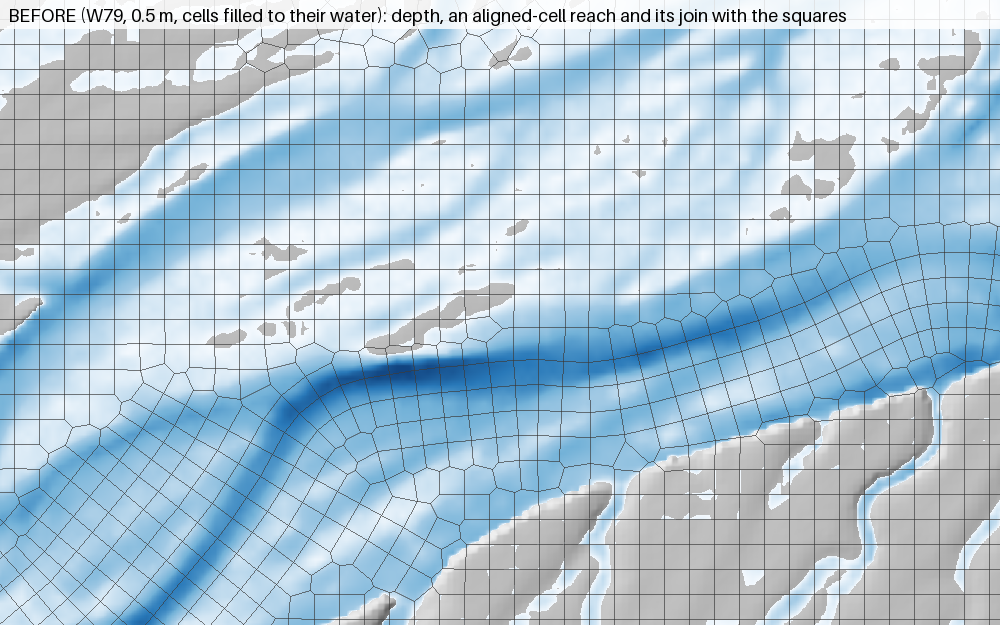 BEFORE (W79, 0.5 m, cells filled to their water): depth, an aligned-cell reach and its join with the squares